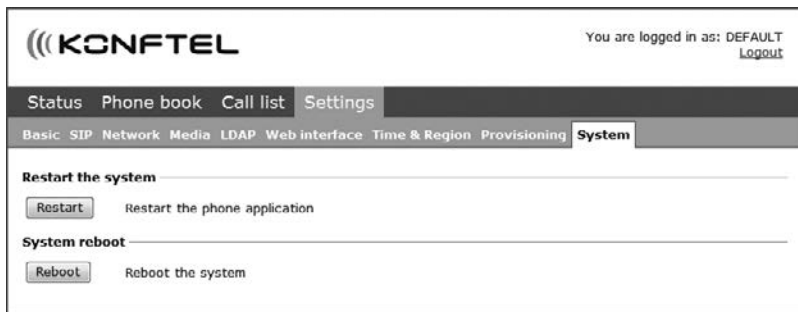 KONFTEL
You are logged in as: DEFAULT
Logout
Status Phone book Call list Settings
Basic SIP Network Media LDAP Web interface Time & Region Provisioning System
Restart the system
Restart Restart the phone application
System reboot
Reboot Reboot the system